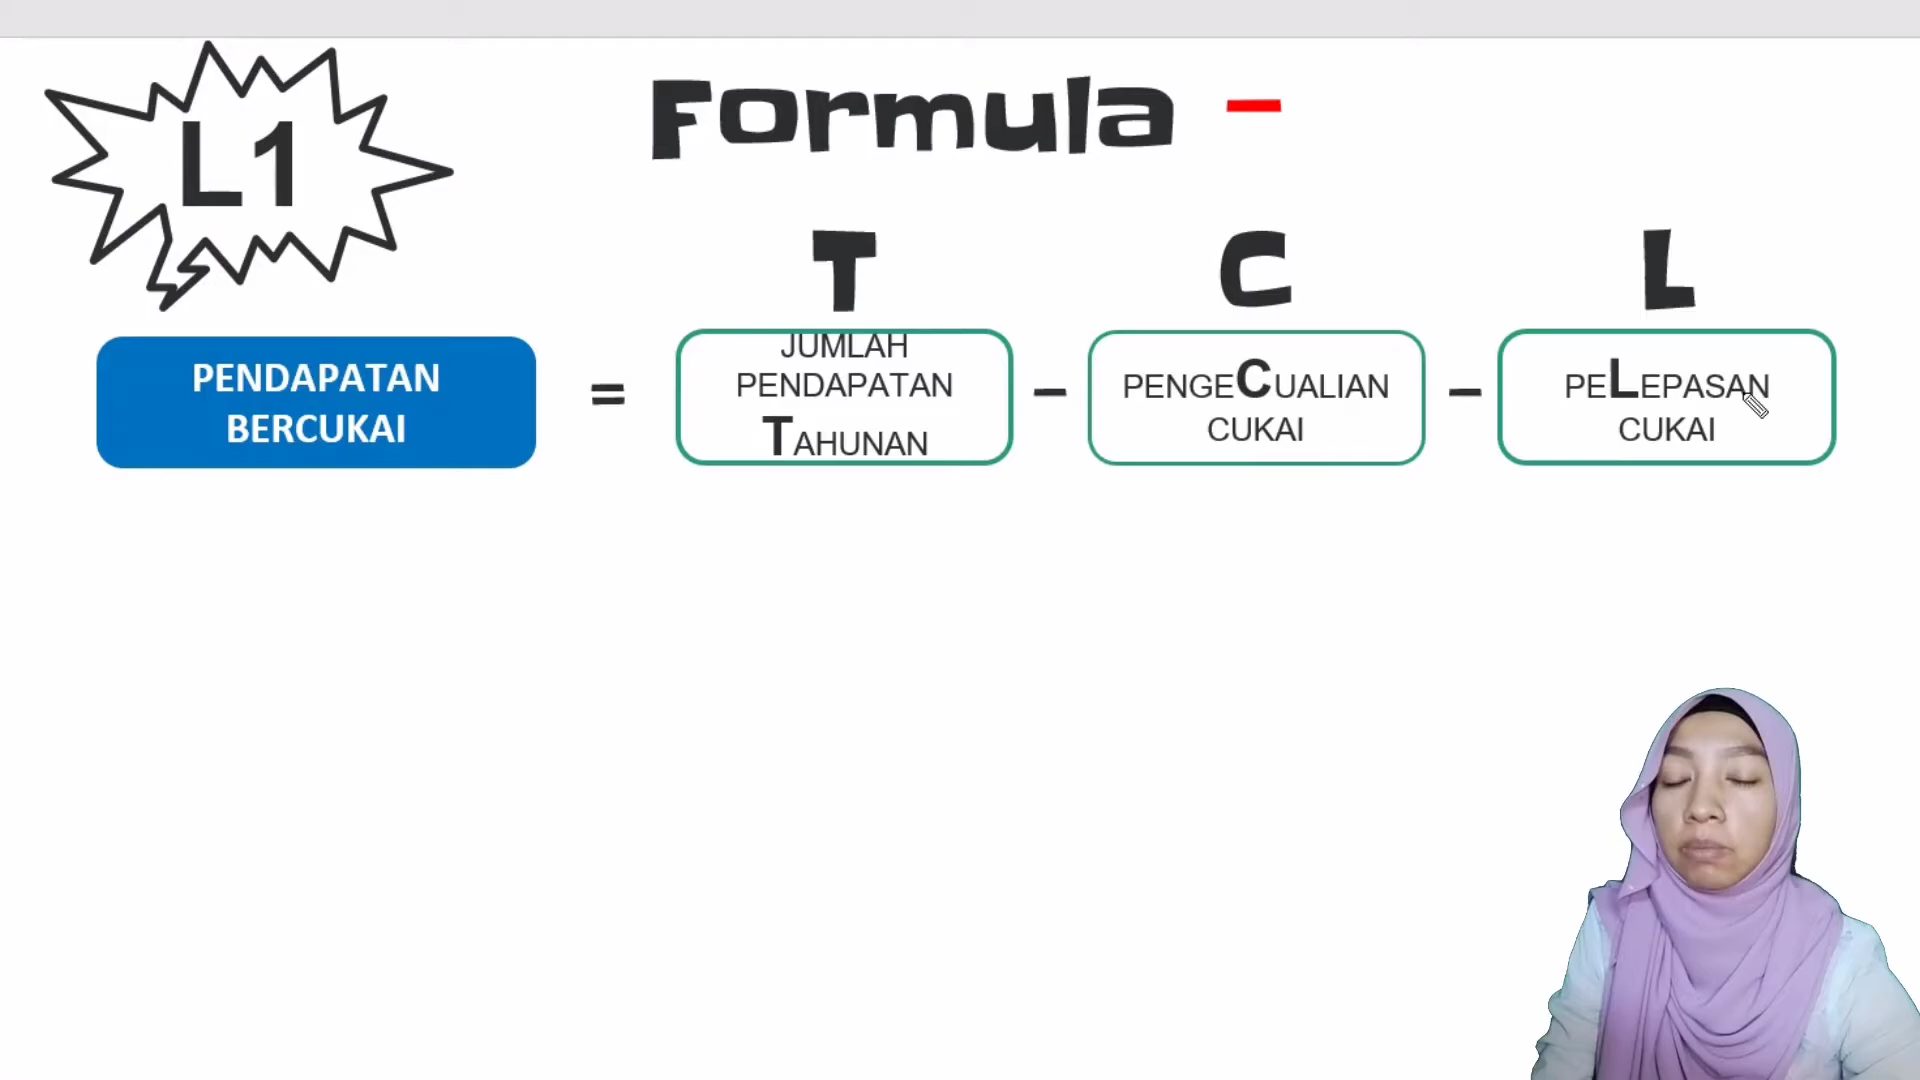 L1
Formula -
T C L
PENDAPATAN
BERCUKAI
=
JUMLAH
PENDAPATAN
TAHUNAN
-
PENGECUALIAN
CUKAI
-
PELEPASAN
CUKAI